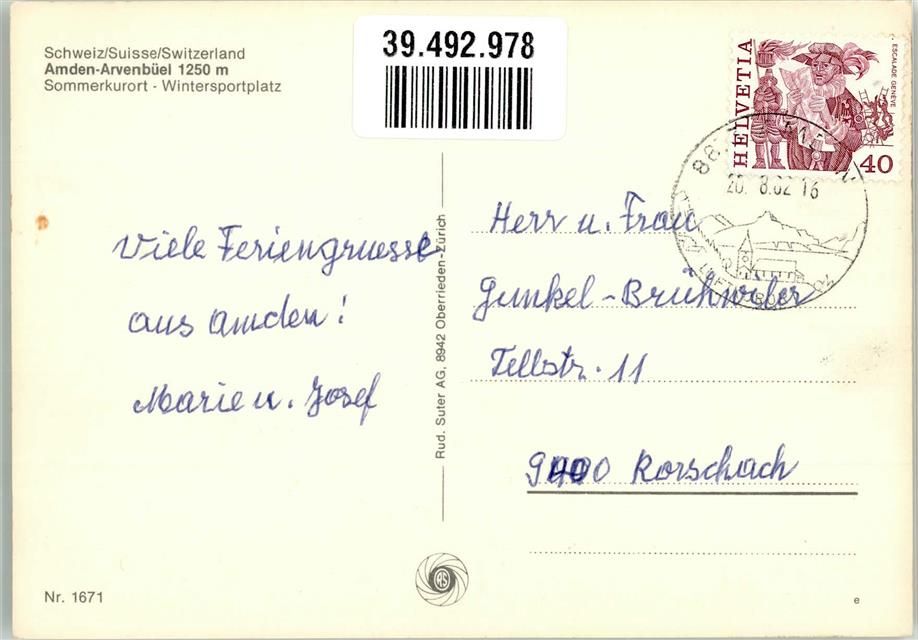 Schweiz/Suisse/Switzerland
Amden-Arvenbüel 1250 m
Sommerkurort - Wintersportplatz
39.492.978
HELVETIA
ESCALADE GENÈVE
40
20. 8.82 16
Viele Feriengruesse
aus Amden!
Marie u. Josef
Rud. Suter AG, 8942 Oberrieden-Zürich
Herr u. Frau
Gunkel-Brühwiler
Tellstr. 11
9400 Rorschach
RS
Nr. 1671
e